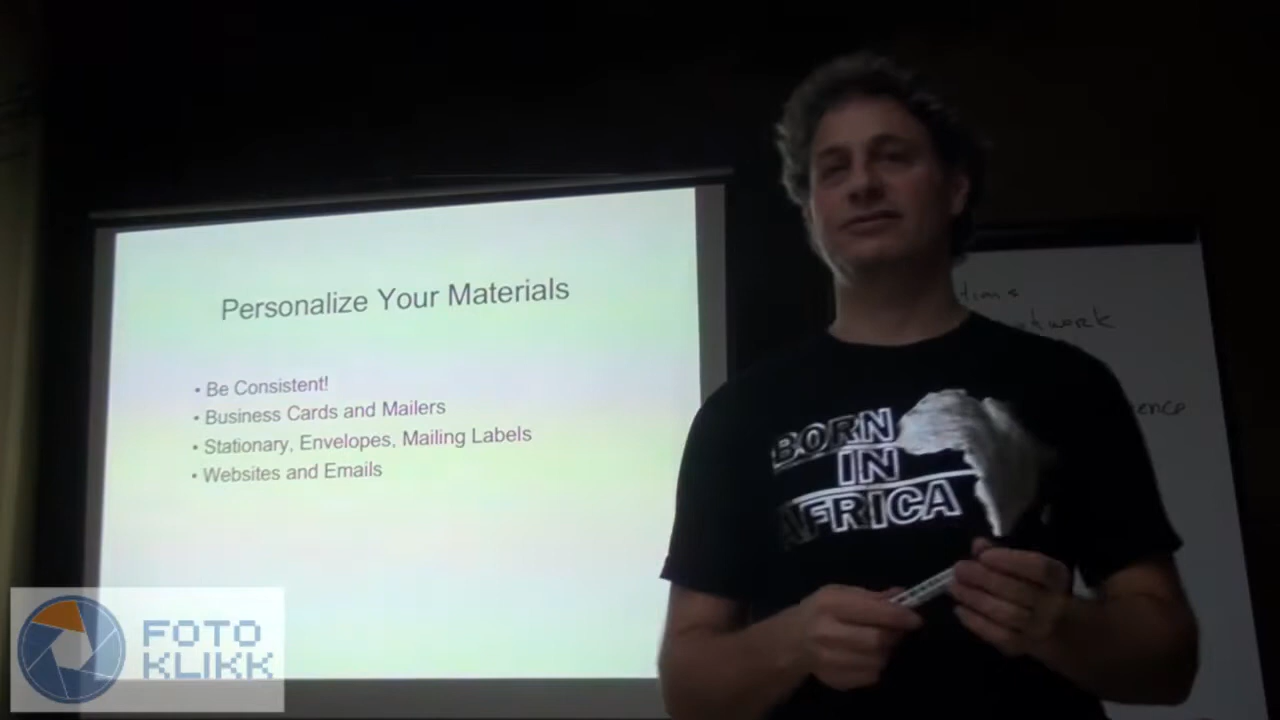 Personalize Your Materials
• Be Consistent!
• Business Cards and Mailers
• Stationary, Envelopes, Mailing Labels
• Websites and Emails
BORN
IN
AFRICA
FOTO
KLIKK